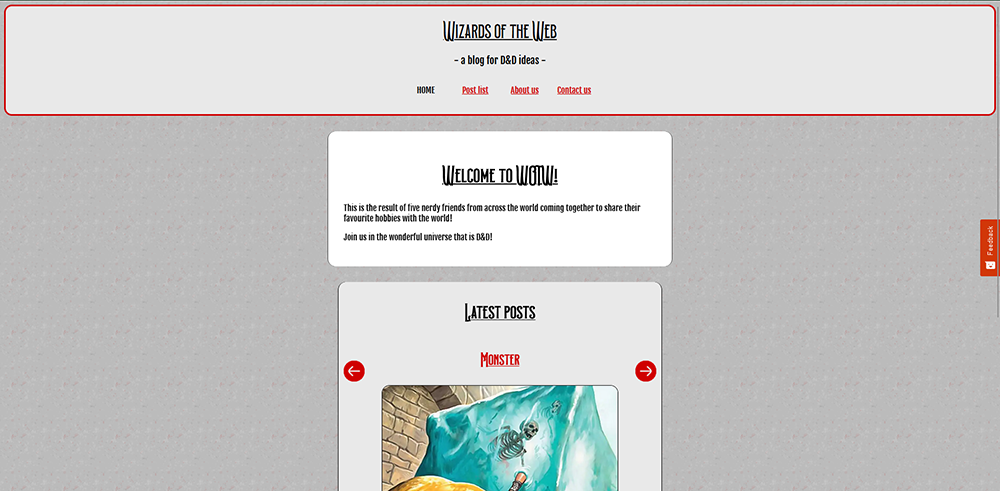 Wizards of the Web
- a blog for D&D ideas -
HOME Post list About us Contact us
Welcome to WOTW!
This is the result of five nerdy friends from across the world coming together to share their
favourite hobbies with the world!
Join us in the wonderful universe that is D&D!
Feedback
Latest posts
Monster